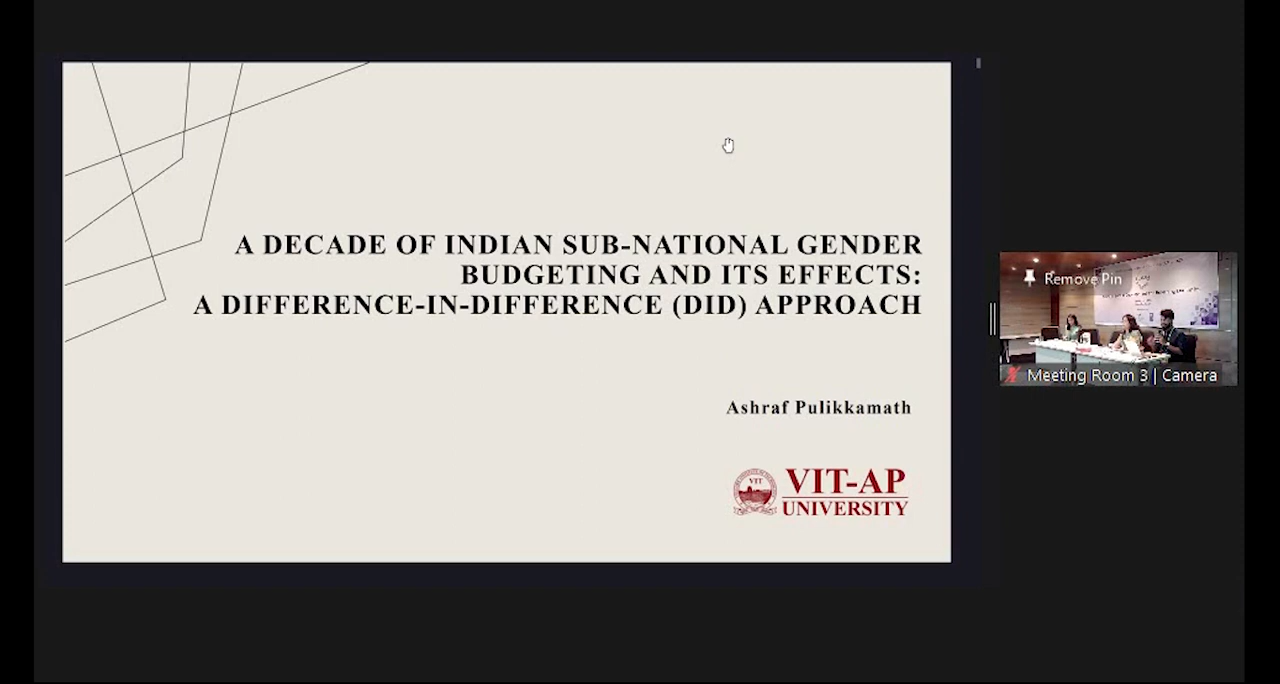 A DECADE OF INDIAN SUB-NATIONAL GENDER
BUDGETING AND ITS EFFECTS:
A DIFFERENCE-IN-DIFFERENCE (DID) APPROACH
Ashraf Pulikkamath
VIT
VIT-AP
UNIVERSITY
Remove Pin
Meeting Room 3 | Camera